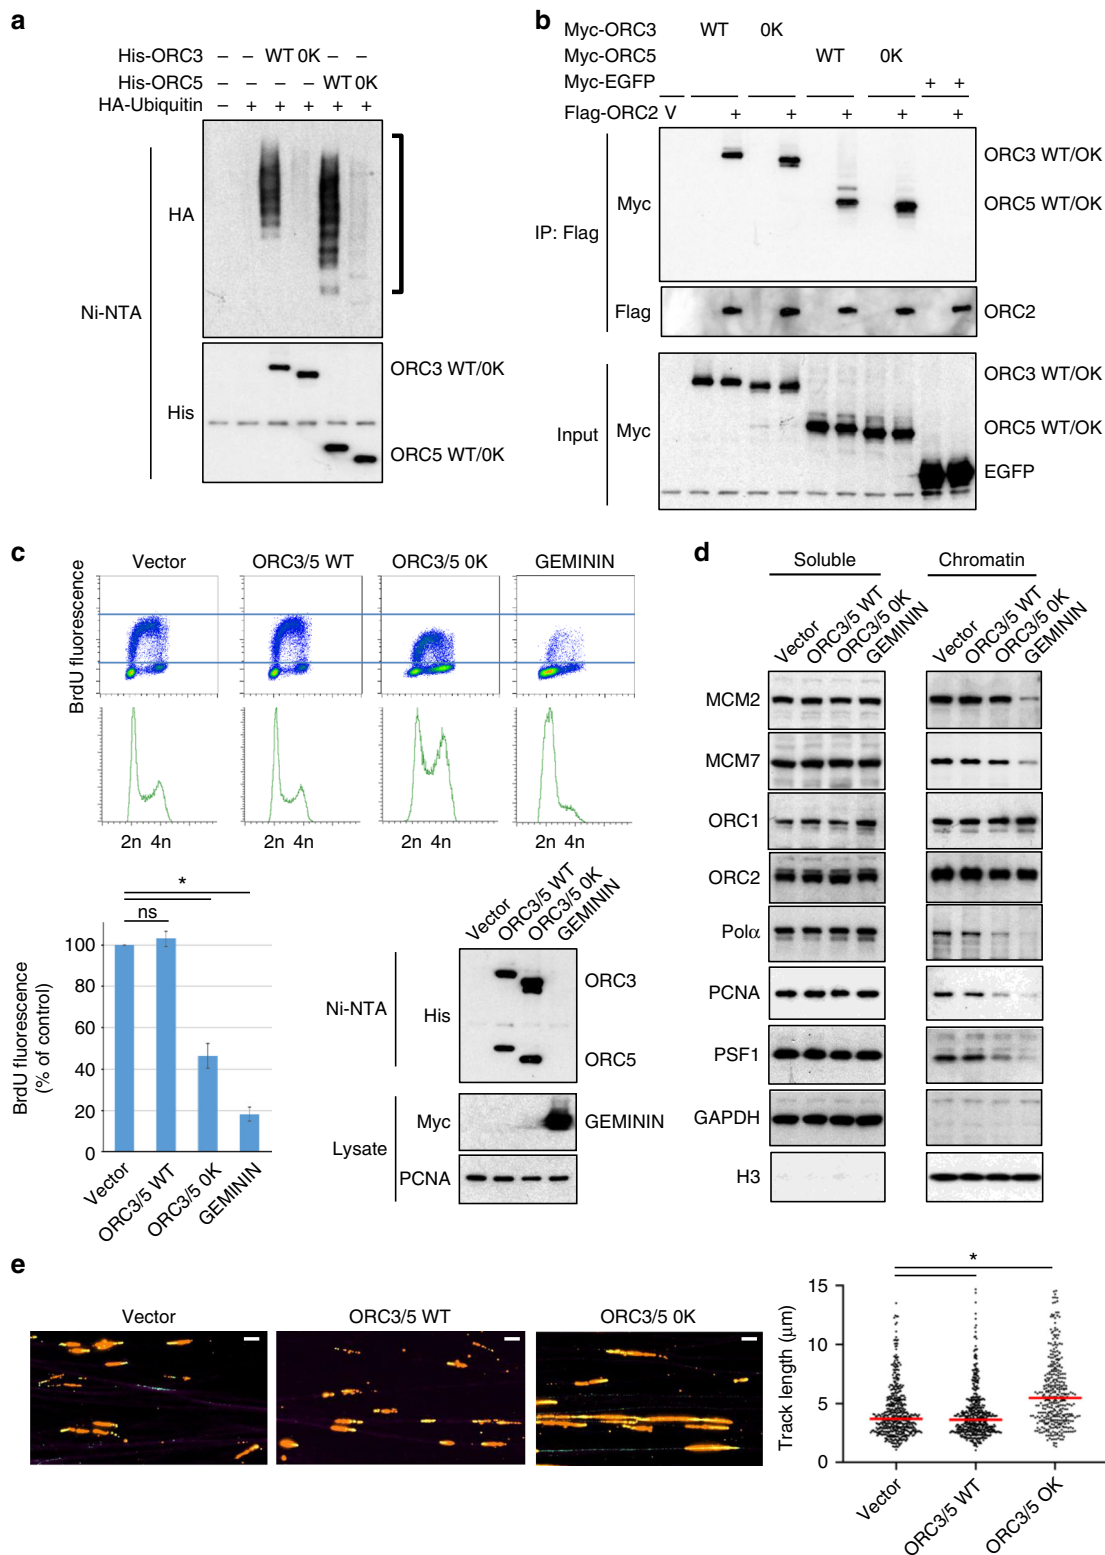 a
His-ORC3 – – WT 0K – –
His-ORC5 – – – – WT 0K
HA-Ubiquitin – + + + + +
HA
Ni-NTA
His
ORC3 WT/0K
ORC5 WT/0K
b
Myc-ORC3 WT 0K
Myc-ORC5 WT 0K
Myc-EGFP + +
Flag-ORC2 V + + + + +
IP: Flag
Myc
ORC3 WT/OK
ORC5 WT/OK
Flag
ORC2
Input
Myc
ORC3 WT/OK
ORC5 WT/OK
EGFP
c
Vector ORC3/5 WT ORC3/5 0K GEMININ
BrdU fluorescence
2n 4n 2n 4n 2n 4n 2n 4n
*
ns
100
80
60
40
20
0
BrdU fluorescence
(% of control)
Vector
ORC3/5 WT
ORC3/5 0K
GEMININ
Vector
ORC3/5 WT
ORC3/5 0K
GEMININ
Ni-NTA
His
ORC3
ORC5
Lysate
Myc
GEMININ
PCNA
d
Soluble Chromatin
Vector
ORC3/5 WT
ORC3/5 0K
GEMININ
Vector
ORC3/5 WT
ORC3/5 0K
GEMININ
MCM2
MCM7
ORC1
ORC2
Polα
PCNA
PSF1
GAPDH
H3
e
Vector ORC3/5 WT ORC3/5 0K
*
15
10
5
0
Track length (μm)
Vector
ORC3/5 WT
ORC3/5 OK